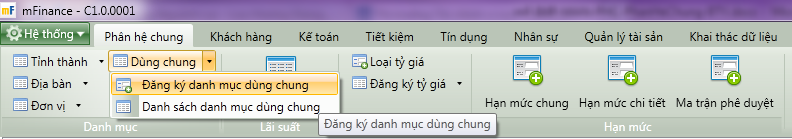 mF mFinance - C1.0.0001
Hệ thống Phân hệ chung Khách hàng Kế toán Tiết kiệm Tín dụng Nhân sự Quản lý tài sản Khai thác dữ liệu
Tỉnh thành Dùng chung Loại tỷ giá
Địa bàn Đăng ký danh mục dùng chung Đăng ký tỷ giá
Đơn vị Danh sách danh mục dùng chung Hạn mức chung Hạn mức chi tiết Ma trận phê duyệt
Đăng ký danh mục dùng chung
Danh mục Lãi suất Hạn mức